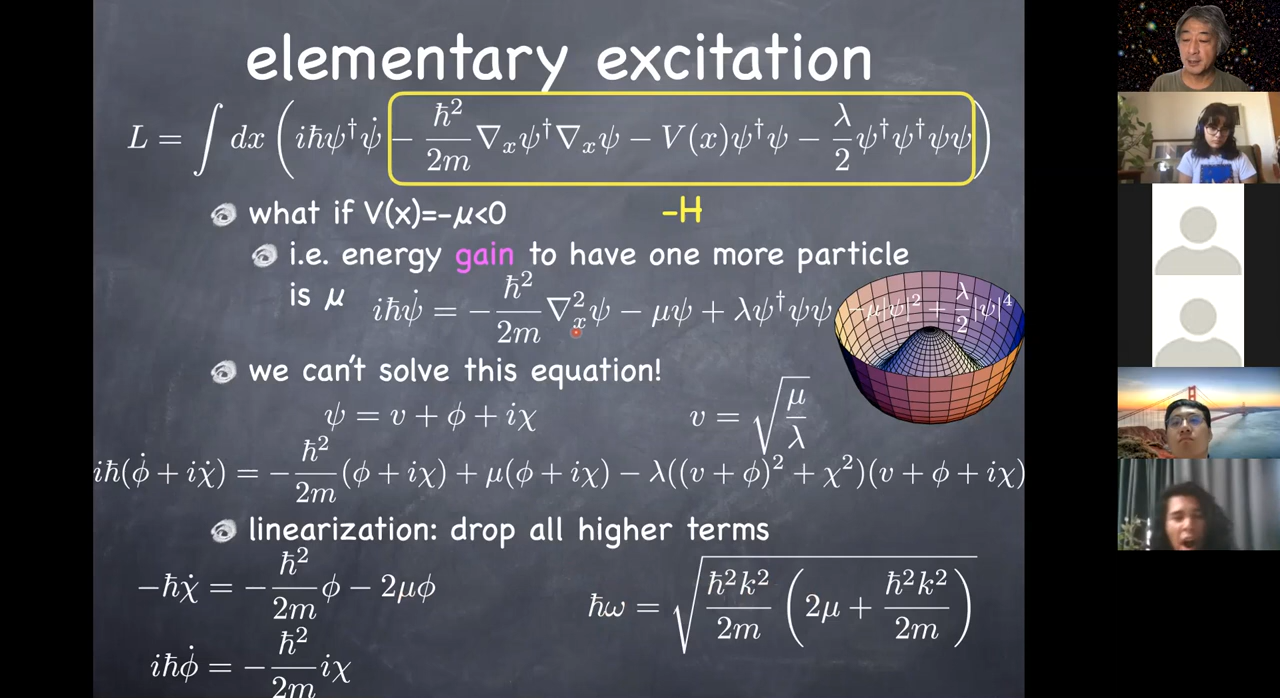 elementary excitation
L = ∫ dx ( iħψ†ψ̇ − ħ²/2m ∇ₓψ†∇ₓψ − V(x)ψ†ψ − λ/2 ψ†ψ†ψψ )
what if V(x)=-μ<0
-H
i.e. energy gain to have one more particle
is μ
iħψ̇ = − ħ²/2m ∇²ₓψ − μψ + λψ†ψψ
−μ|ψ|² + λ/2 |ψ|⁴
we can't solve this equation!
ψ = v + φ + iχ
v = √(μ/λ)
iħ(φ̇ + iχ̇) = − ħ²/2m (φ + iχ) + μ(φ + iχ) − λ((v + φ)² + χ²)(v + φ + iχ)
linearization: drop all higher terms
−ħχ̇ = − ħ²/2m φ − 2μφ
ħω = √( ħ²k²/2m ( 2μ + ħ²k²/2m ) )
iħφ̇ = − ħ²/2m iχ